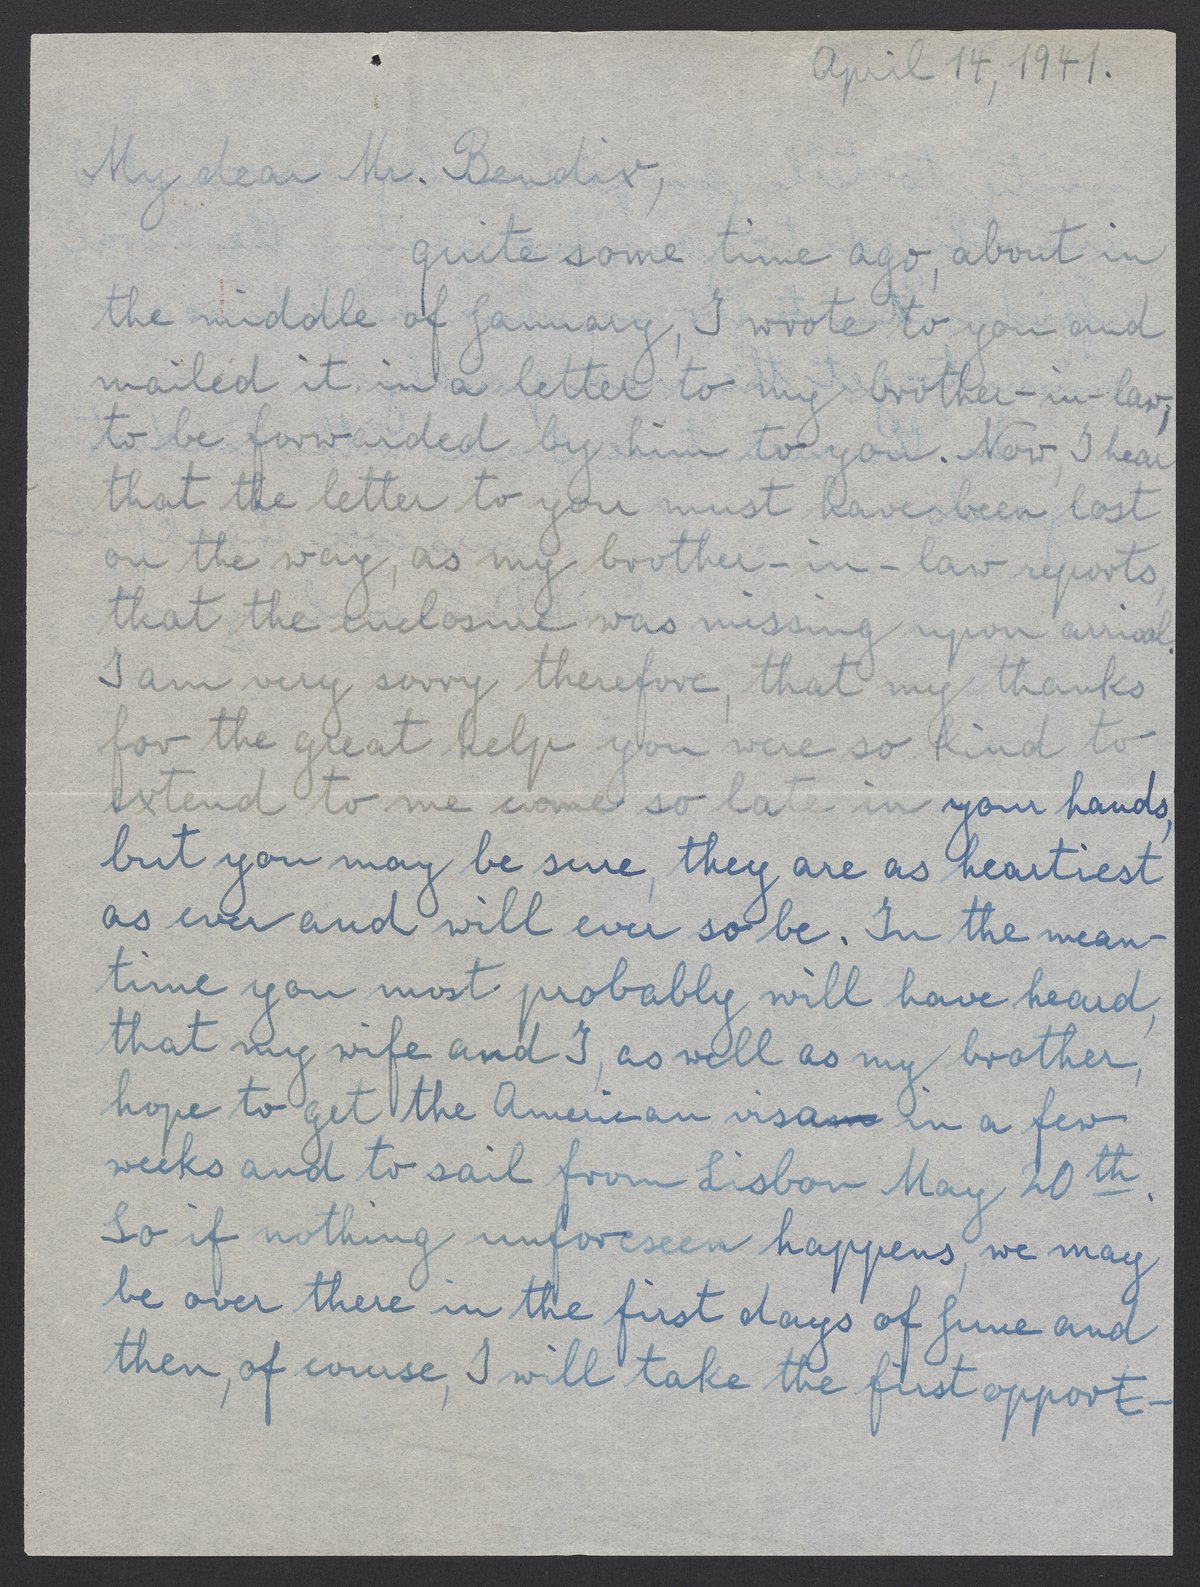 April 14, 1941.
My dear Mr. Bendix,
quite some time ago, about in
the middle of January, I wrote to you and
mailed it in a letter to my brother-in-law,
to be forwarded by him to you. Now, I hear
that the letter to you must have been lost
on the way, as my brother-in-law reports,
that the enclosure was missing upon arrival.
I am very sorry therefore, that my thanks
for the great help you were so kind to
extend to me come so late in your hands,
but you may be sure, they are as heartiest
as ever and will ever so be. In the mean-
time you most probably will have heard,
that my wife and I, as well as my brother,
hope to get the American visa in a few
weeks and to sail from Lisbon May 20th.
So if nothing unforeseen happens, we may
be over there in the first days of June and
then, of course, I will take the first opport-